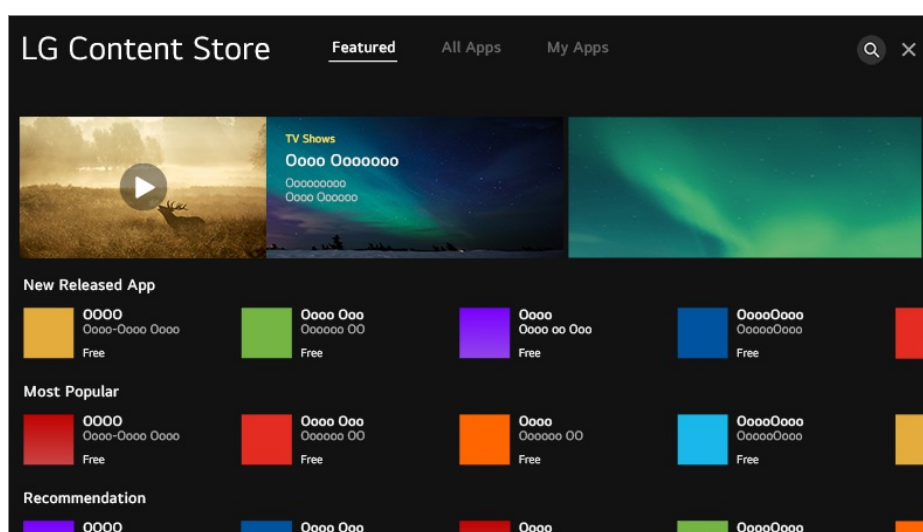 LG Content Store
Featured All Apps My Apps
TV Shows
Oooo Ooooooo
Ooooooooo
Oooo Oooooo
New Released App
OOOO Oooo Ooo Oooo OoooOooo
Oooo-Oooo Oooo Oooooo OO Oooo oo Ooo OooooOooo
Free Free Free Free
Most Popular
OOOO Oooo Ooo Oooo OoooOooo
Oooo-Oooo Oooo Oooooo OO Oooooo OO OooooOooo
Free Free Free Free
Recommendation
OOOO Oooo Ooo Oooo OoooOooo